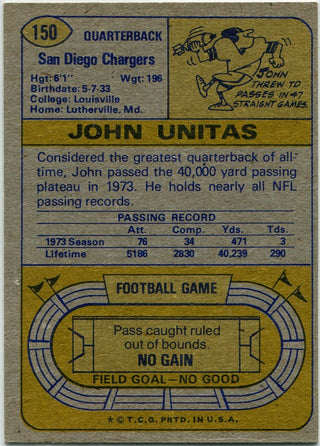 150
QUARTERBACK
San Diego Chargers
Hgt: 6'1" Wgt: 196
Birthdate: 5-7-33
College: Louisville
Home: Lutherville, Md.
JOHN
THREW TD
PASSES IN 47
STRAIGHT GAMES.
JOHN UNITAS
Considered the greatest quarterback of all-
time, John passed the 40,000 yard passing
plateau in 1973. He holds nearly all NFL
passing records.
PASSING RECORD
Att. Comp. Yds. Tds.
1973 Season 76 34 471 3
Lifetime 5186 2830 40,239 290
FOOTBALL GAME
Pass caught ruled
out of bounds.
NO GAIN
FIELD GOAL—NO GOOD
* © T.C.G. PRTD. IN U.S.A.